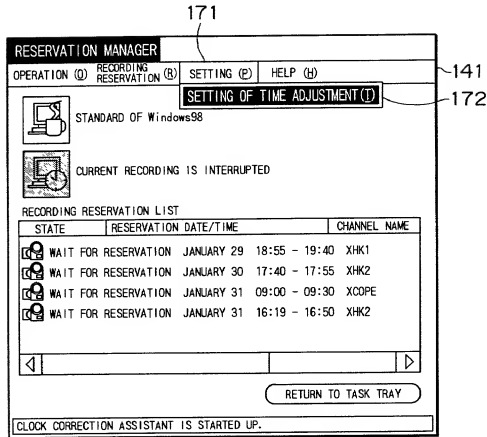 171
RESERVATION MANAGER
OPERATION (O) RECORDING RESERVATION (R) SETTING (P) HELP (H)
141
SETTING OF TIME ADJUSTMENT(T)
172
STANDARD OF Windows98
CURRENT RECORDING IS INTERRUPTED
RECORDING RESERVATION LIST
STATE RESERVATION DATE/TIME CHANNEL NAME
WAIT FOR RESERVATION JANUARY 29 18:55 - 19:40 XHK1
WAIT FOR RESERVATION JANUARY 30 17:40 - 17:55 XHK2
WAIT FOR RESERVATION JANUARY 31 09:00 - 09:30 XCOPE
WAIT FOR RESERVATION JANUARY 31 16:19 - 16:50 XHK2
RETURN TO TASK TRAY
CLOCK CORRECTION ASSISTANT IS STARTED UP.